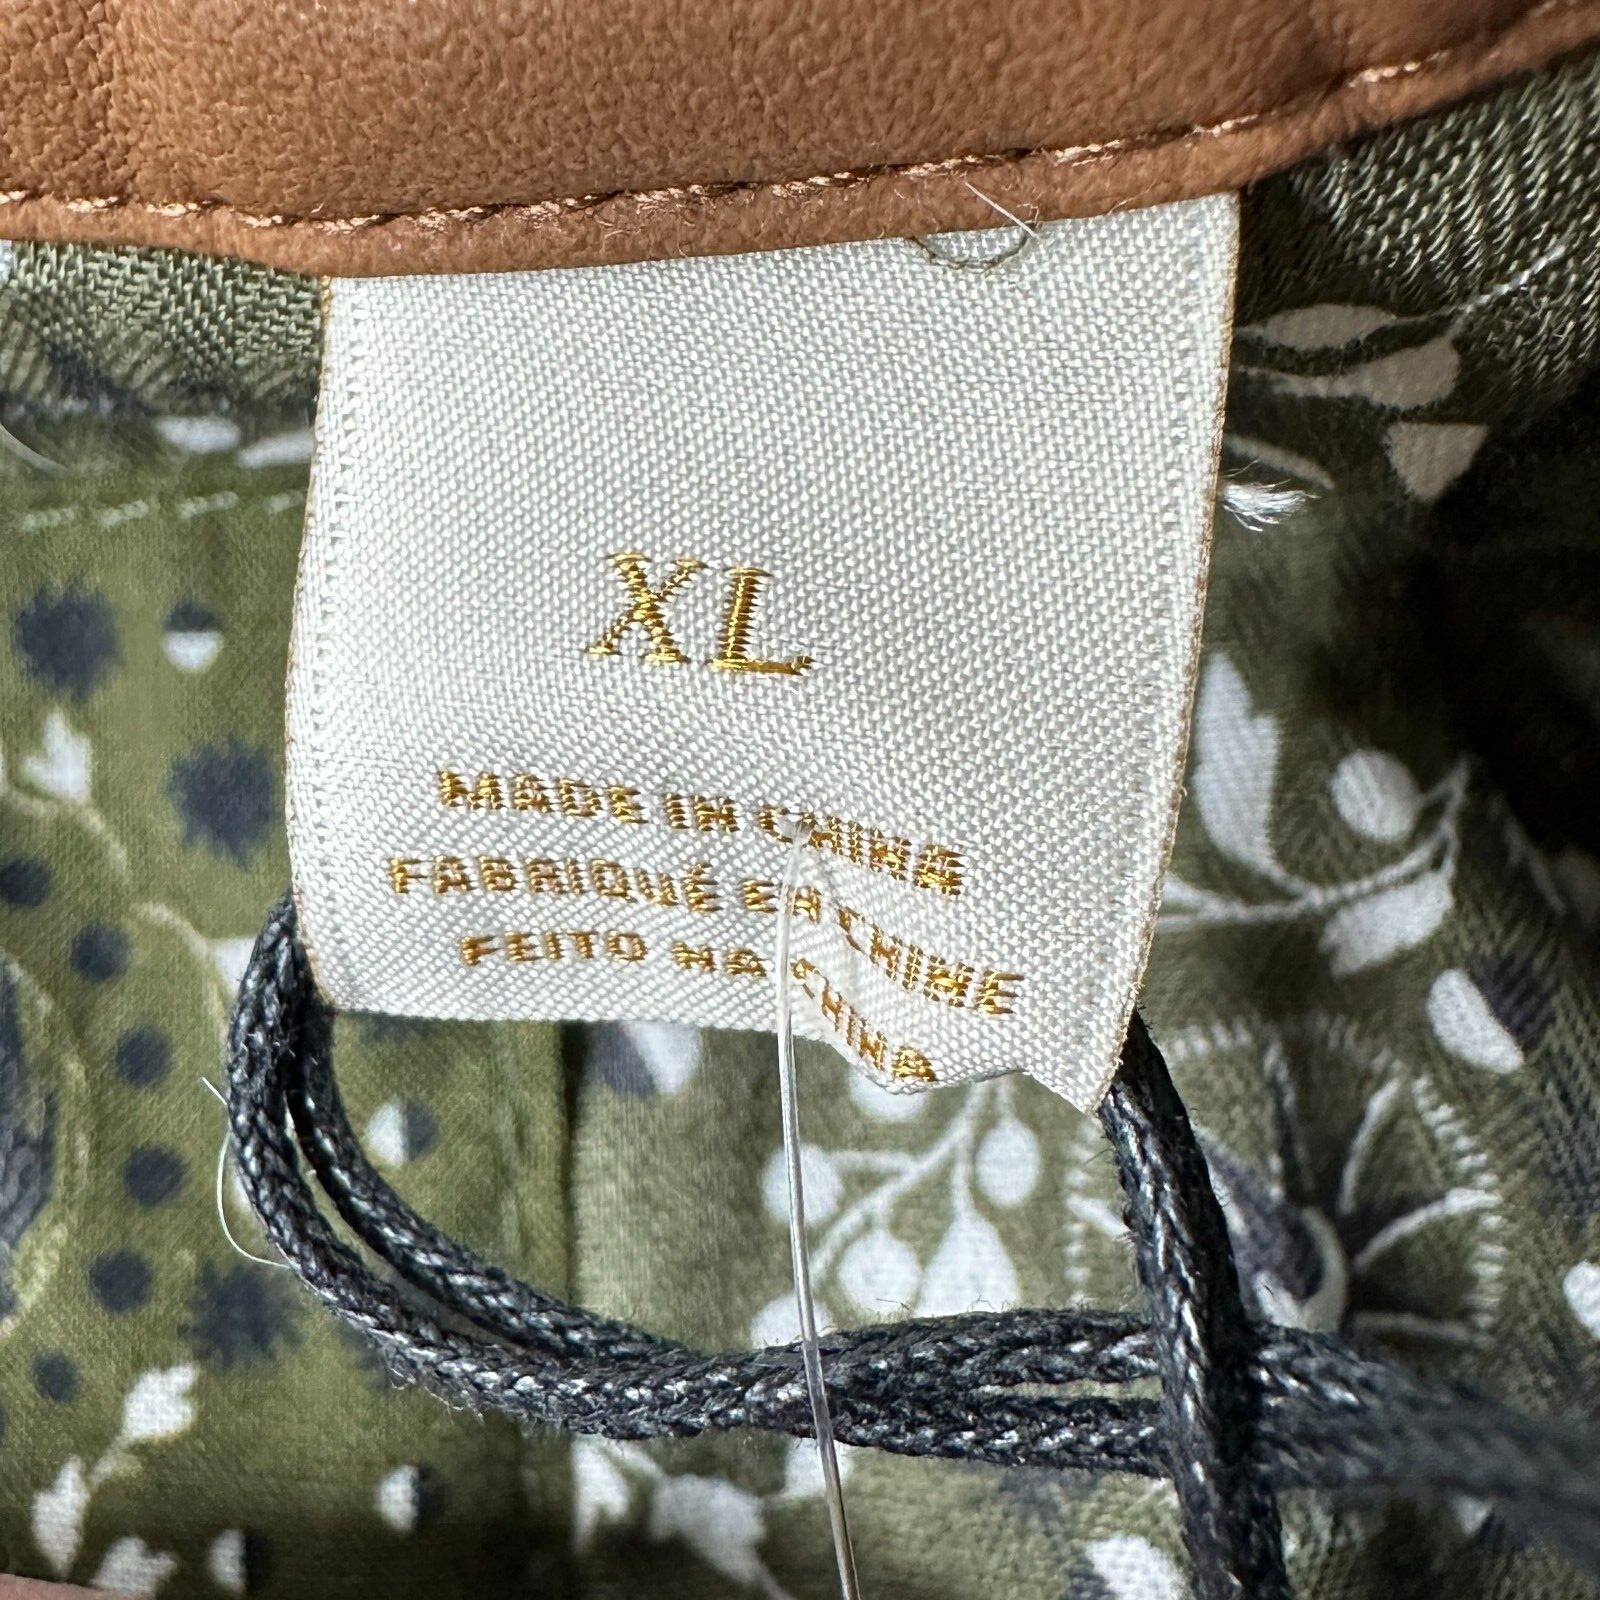 XL
MADE IN CHINA
FABRIQUÉ EN CHINE
FEITO NA CHINA